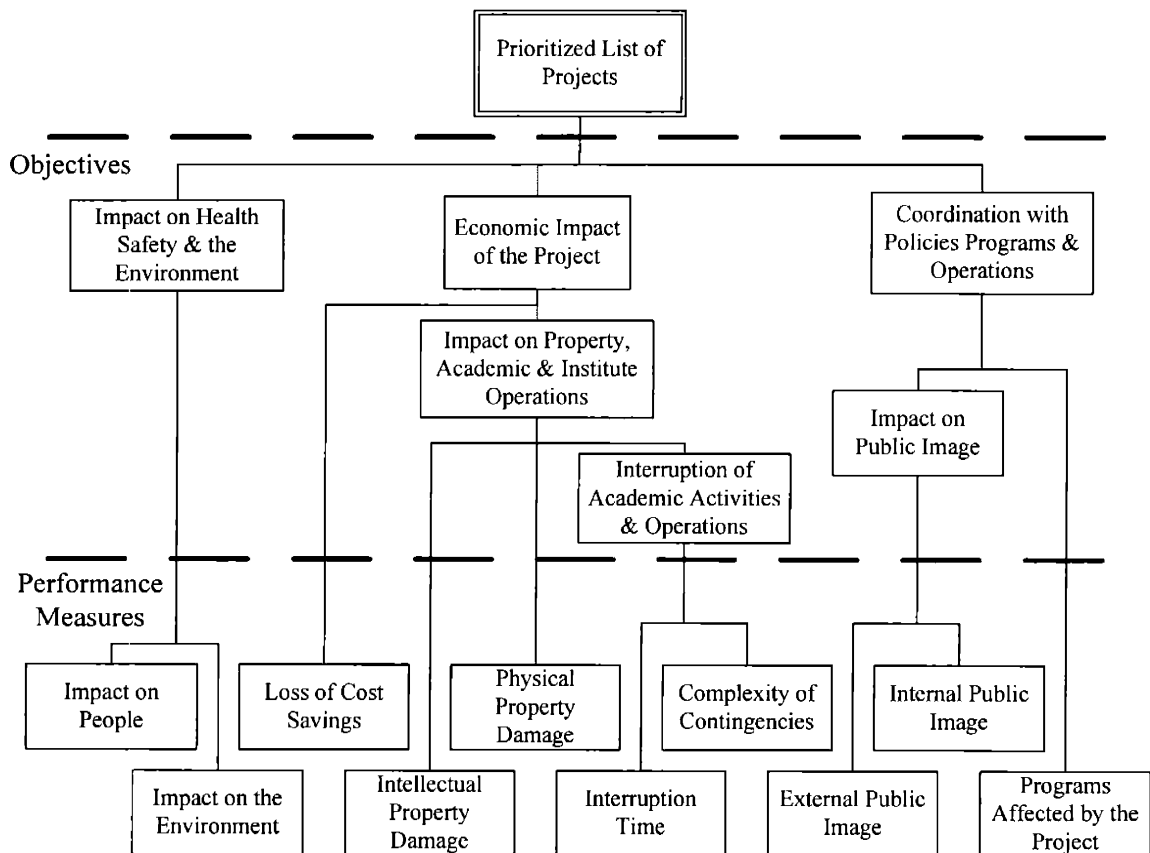 Prioritized List of
Projects
Objectives
Impact on Health
Safety & the
Environment
Economic Impact
of the Project
Coordination with
Policies Programs &
Operations
Impact on Property,
Academic & Institute
Operations
Impact on
Public Image
Interruption of
Academic Activities
& Operations
Performance
Measures
Impact on
People
Loss of Cost
Savings
Physical
Property
Damage
Complexity of
Contingencies
Internal Public
Image
Impact on the
Environment
Intellectual
Property
Damage
Interruption
Time
External Public
Image
Programs
Affected by the
Project